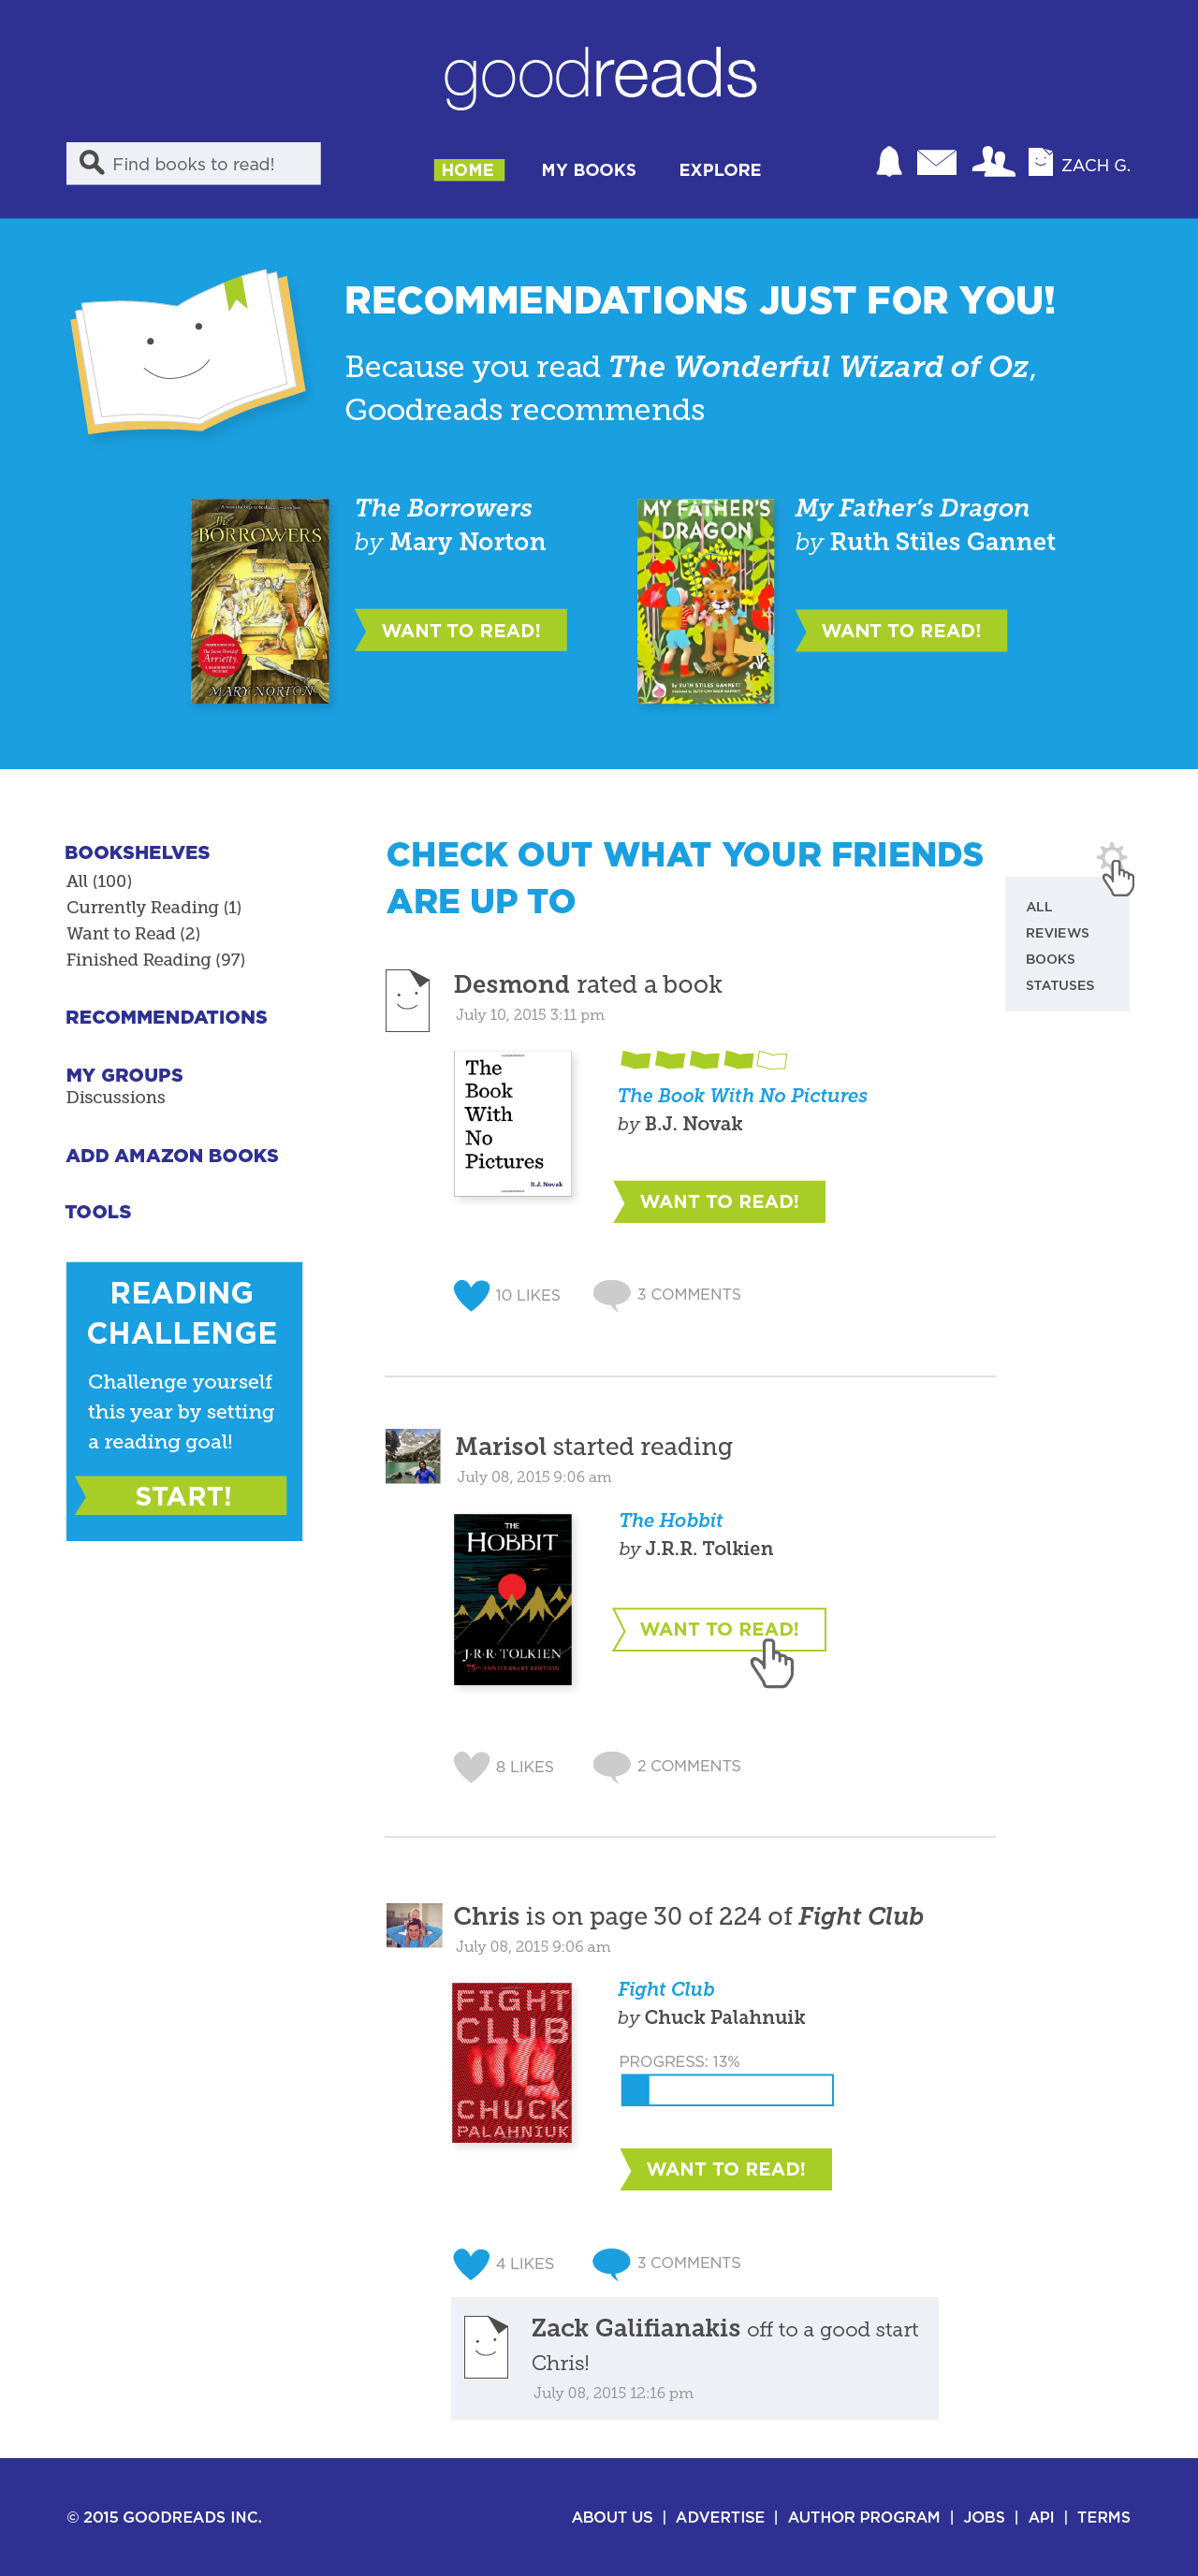 goodreads
Find books to read!
HOME
MY BOOKS
EXPLORE
ZACH G.
RECOMMENDATIONS JUST FOR YOU!
Because you read The Wonderful Wizard of Oz,
Goodreads recommends
The
BORROWERS
Arrietty
MARY NORTON
The Borrowers
by Mary Norton
WANT TO READ!
MY FATHER'S
DRAGON
by RUTH STILES GANNETT
My Father's Dragon
by Ruth Stiles Gannet
WANT TO READ!
BOOKSHELVES
All (100)
Currently Reading (1)
Want to Read (2)
Finished Reading (97)
RECOMMENDATIONS
MY GROUPS
Discussions
ADD AMAZON BOOKS
TOOLS
READING
CHALLENGE
Challenge yourself
this year by setting
a reading goal!
START!
CHECK OUT WHAT YOUR FRIENDS
ARE UP TO
ALL
REVIEWS
BOOKS
STATUSES
Desmond rated a book
July 10, 2015 3:11 pm
The
Book
With
No
Pictures
B.J. Novak
The Book With No Pictures
by B.J. Novak
WANT TO READ!
10 LIKES
3 COMMENTS
Marisol started reading
July 08, 2015 9:06 am
THE
HOBBIT
J·R·R·TOLKIEN
75TH ANNIVERSARY EDITION
The Hobbit
by J.R.R. Tolkien
WANT TO READ!
8 LIKES
2 COMMENTS
Chris is on page 30 of 224 of Fight Club
July 08, 2015 9:06 am
FIGHT
CLUB
CHUCK
PALAHNIUK
Fight Club
by Chuck Palahnuik
PROGRESS: 13%
WANT TO READ!
4 LIKES
3 COMMENTS
Zack Galifianakis off to a good start
Chris!
July 08, 2015 12:16 pm
© 2015 GOODREADS INC.
ABOUT US | ADVERTISE | AUTHOR PROGRAM | JOBS | API | TERMS